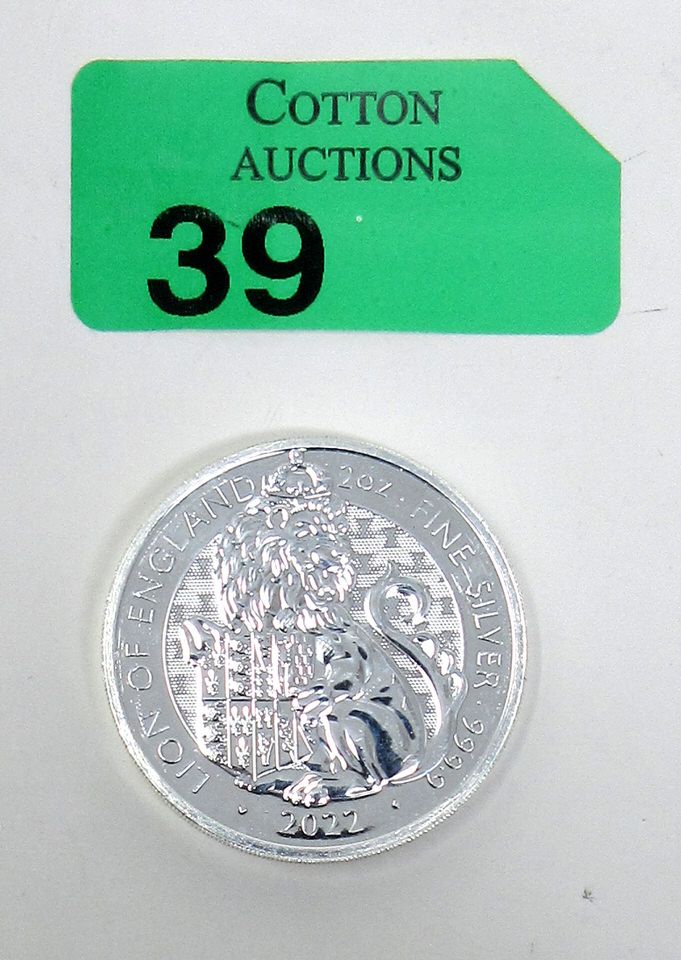 COTTON
AUCTIONS
39
LION OF ENGLAND 2OZ · FINE SILVER · 9999
· 2022 ·